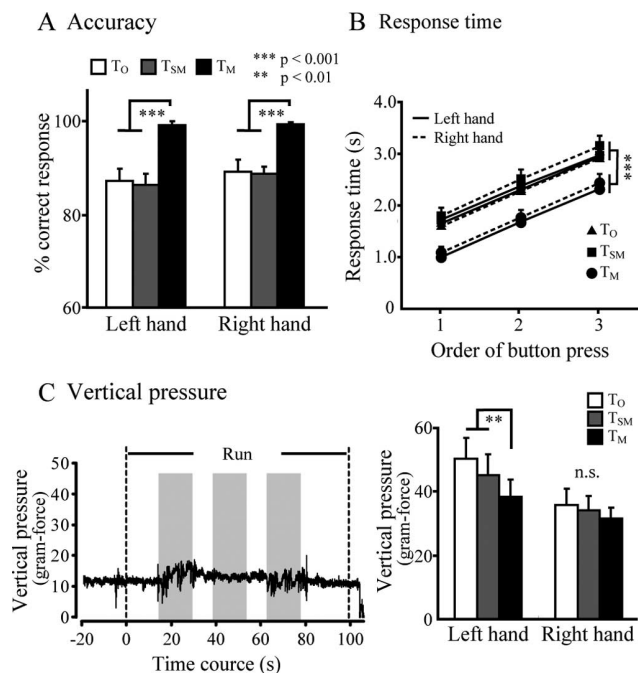 A Accuracy
T_O T_SM T_M
*** p < 0.001
** p < 0.01
% correct response
100
80
60
***
***
Left hand Right hand
B Response time
Left hand
Right hand
Response time (s)
4.0
3.0
2.0
1.0
0
***
T_O
T_SM
T_M
1 2 3
Order of button press
C Vertical pressure
Run
Vertical pressure
(gram-force)
50
40
30
20
10
0
-20 0 20 40 60 80 100
Time cource (s)
T_O
T_SM
T_M
Vertical pressure
(gram-force)
60
40
20
0
**
n.s.
Left hand Right hand